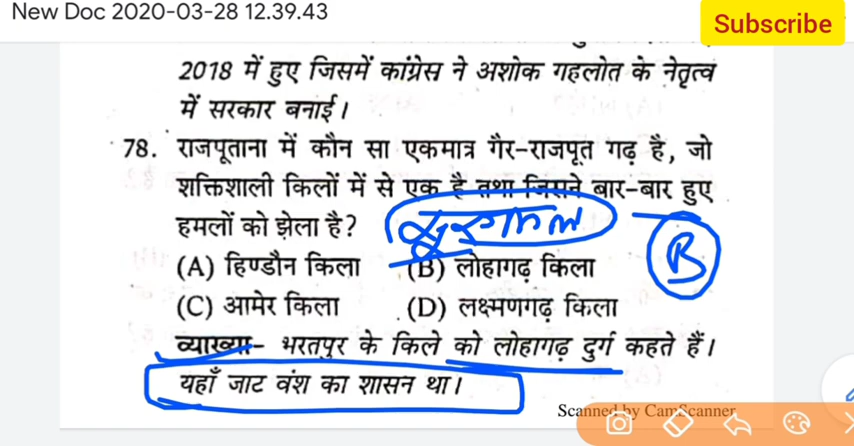 New Doc 2020-03-28 12.39.43
Subscribe
2018 में हुए जिसमें कांग्रेस ने अशोक गहलोत के नेतृत्व
में सरकार बनाई।
78. राजपूताना में कौन सा एकमात्र गैर-राजपूत गढ़ है, जो
शक्तिशाली किलों में से एक है तथा जिसने बार-बार हुए
हमलों को झेला है?
(A) हिण्डौन किला (B) लोहागढ़ किला
B
(C) आमेर किला (D) लक्ष्मणगढ़ किला
व्याख्या- भरतपुर के किले को लोहागढ़ दुर्ग कहते हैं।
यहाँ जाट वंश का शासन था।
Scanned by CamScanner